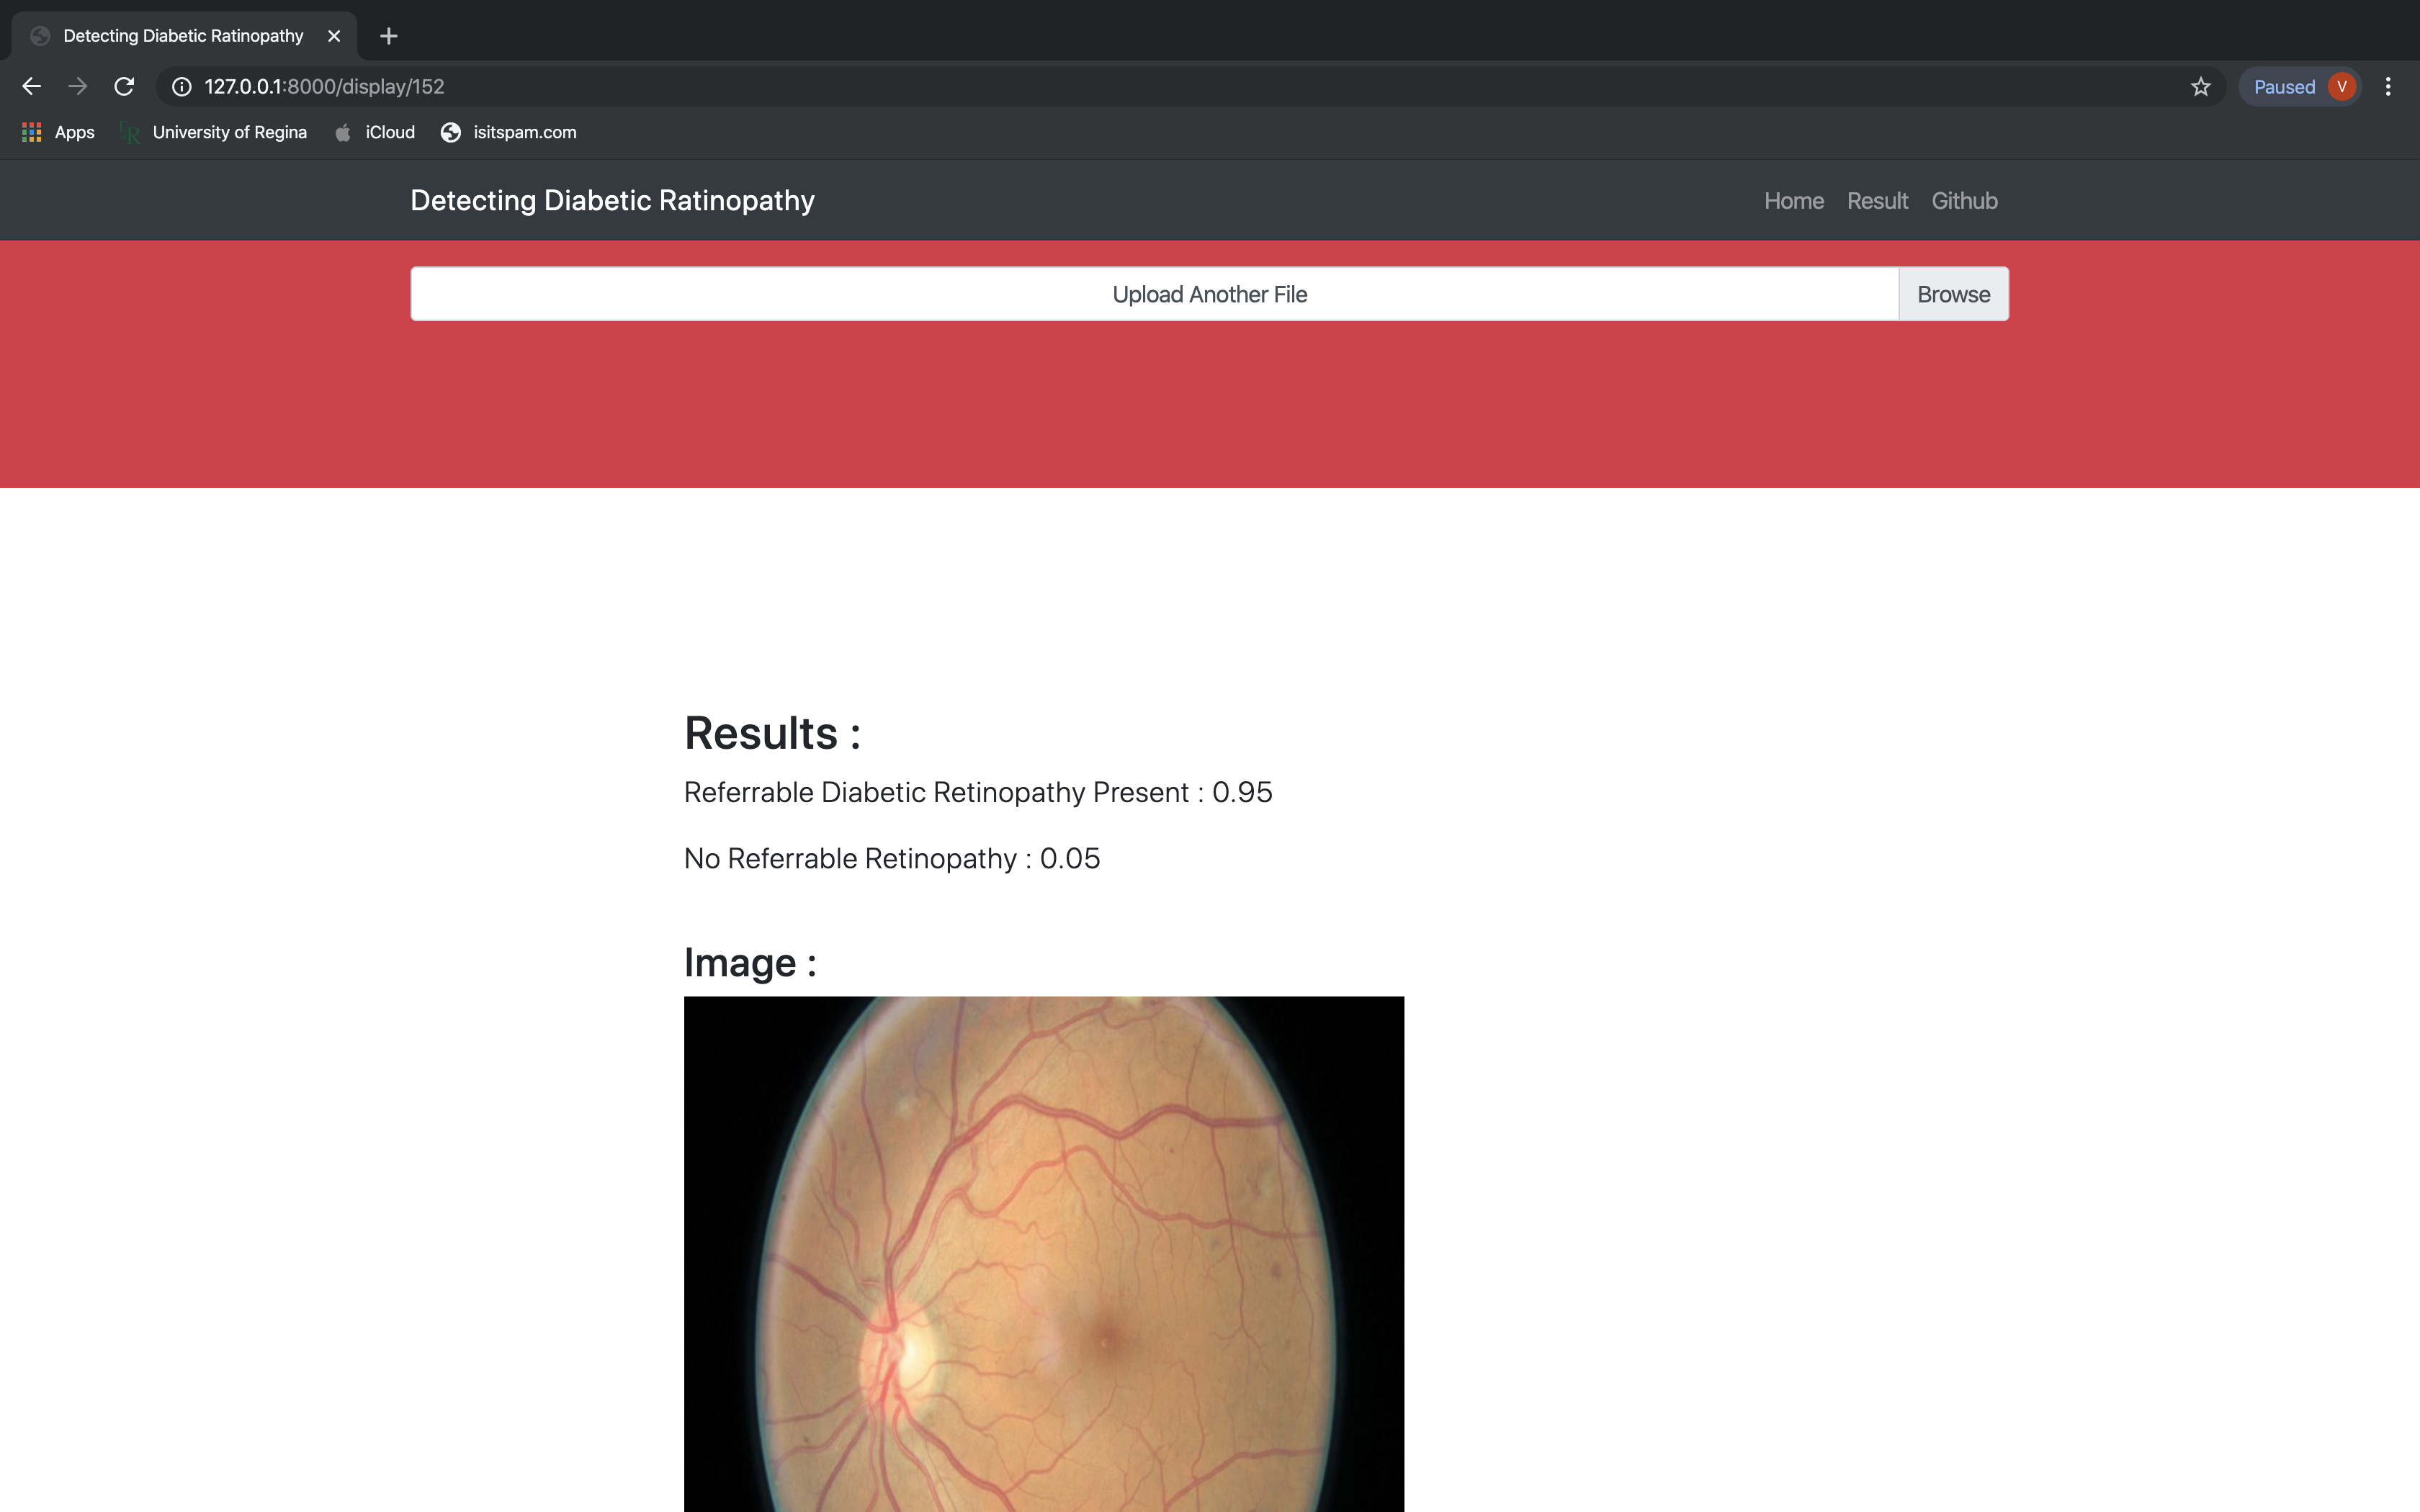 Detecting Diabetic Ratinopathy
127.0.0.1:8000/display/152
Paused V
Apps University of Regina iCloud isitspam.com
Detecting Diabetic Ratinopathy Home Result Github
Upload Another File Browse
Results :
Referrable Diabetic Retinopathy Present : 0.95
No Referrable Retinopathy : 0.05
Image :